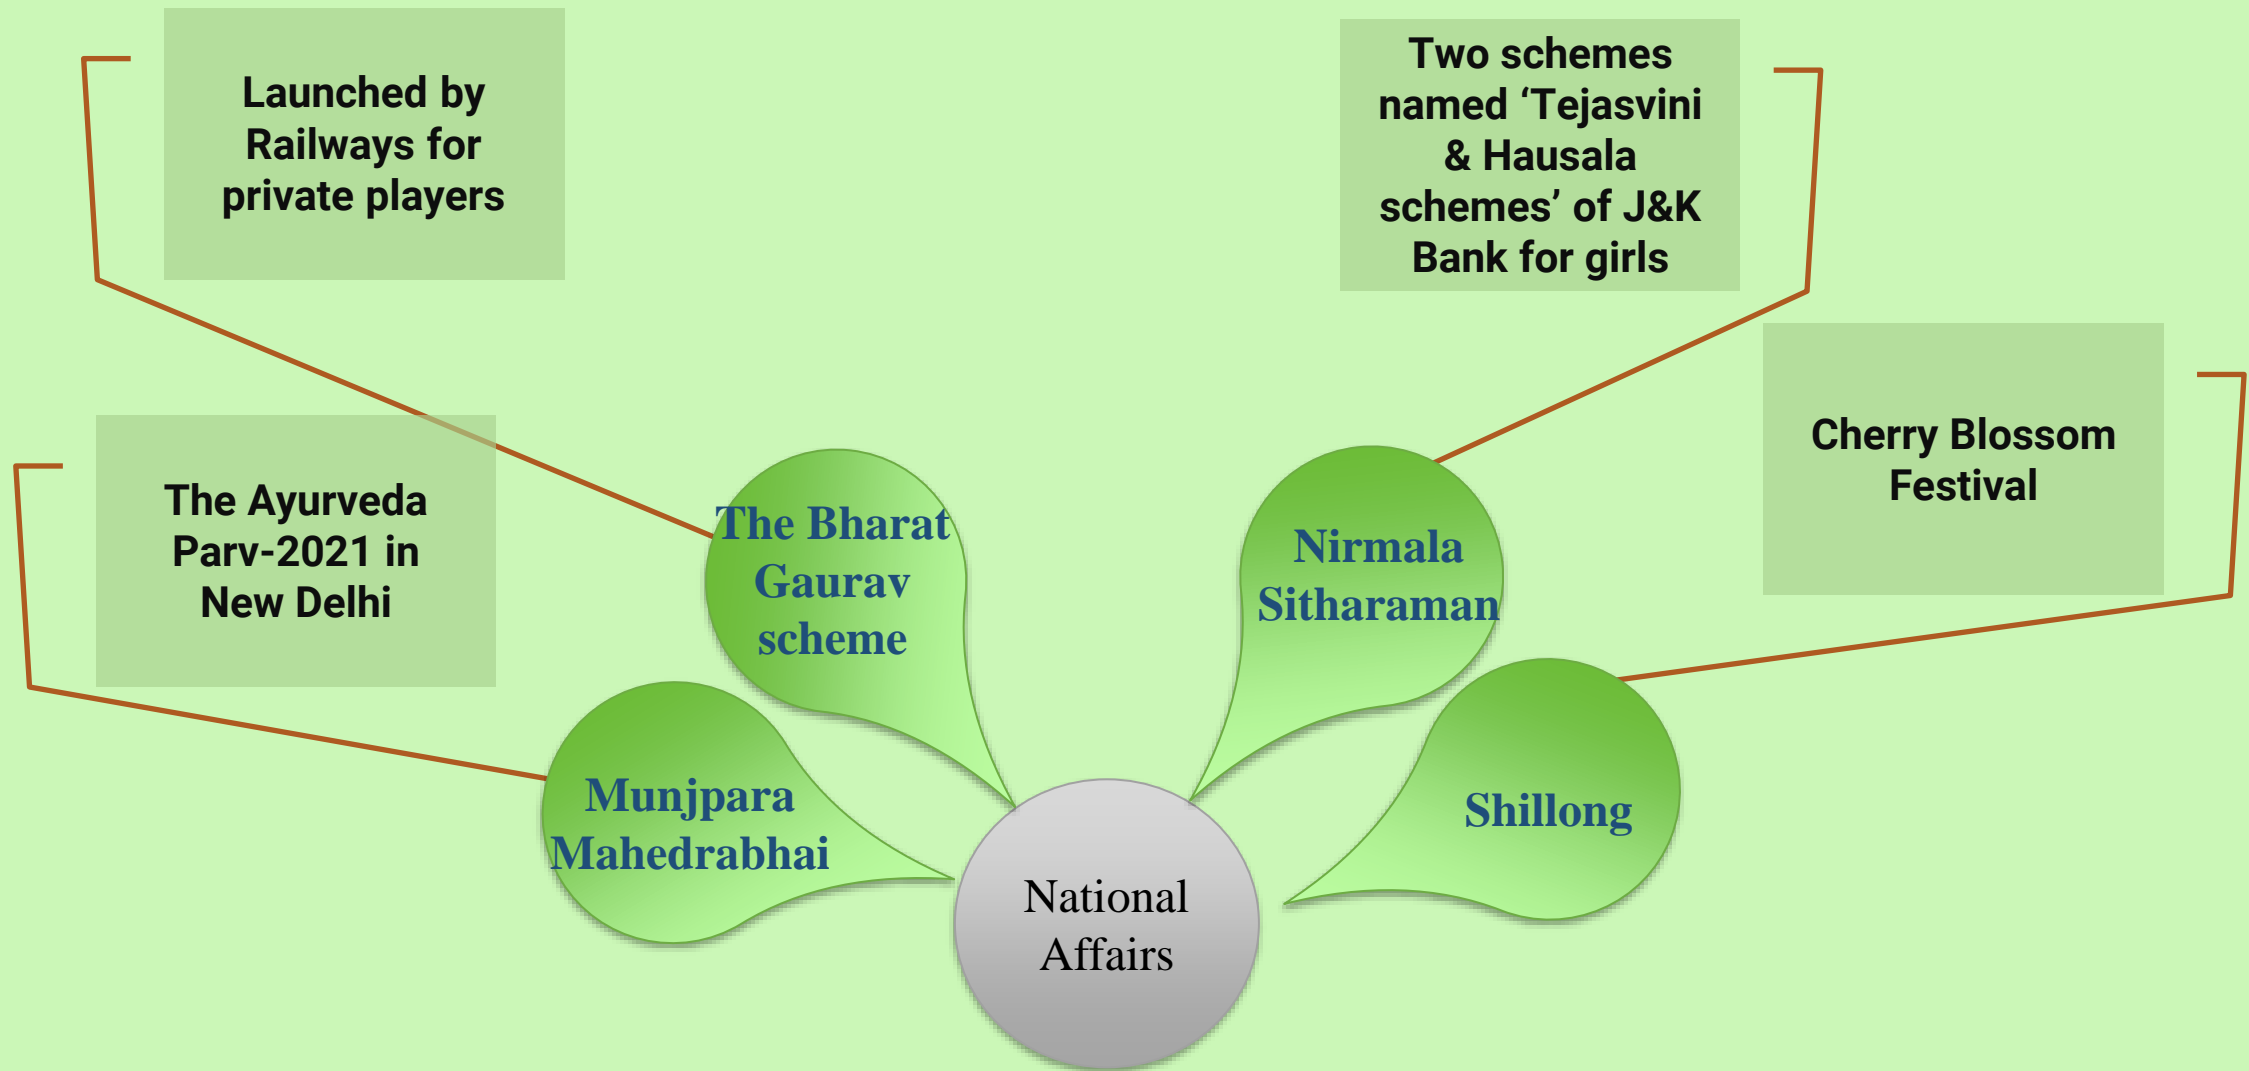 Launched by
Railways for
private players
Two schemes
named ‘Tejasvini
& Hausala
schemes’ of J&K
Bank for girls
The Ayurveda
Parv-2021 in
New Delhi
Cherry Blossom
Festival
The Bharat
Gaurav
scheme
Nirmala
Sitharaman
Munjpara
Mahedrabhai
Shillong
National
Affairs